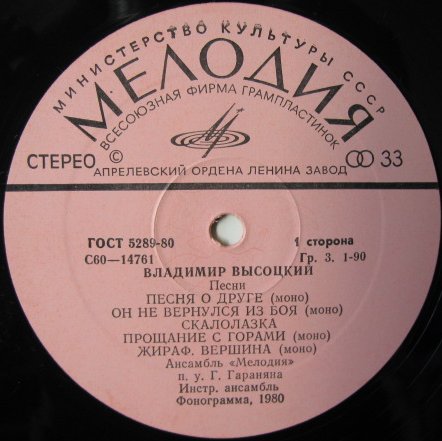 МИНИСТЕРСТВО КУЛЬТУРЫ СССР
МЕЛОДИЯ
ВСЕСОЮЗНАЯ ФИРМА ГРАМПЛАСТИНОК
СТЕРЕО © 33
АПРЕЛЕВСКИЙ ОРДЕНА ЛЕНИНА ЗАВОД
ГОСТ 5289-80 1 сторона
С60—14761 Гр. 3. 1-90
ВЛАДИМИР ВЫСОЦКИЙ
Песни
ПЕСНЯ О ДРУГЕ (моно)
ОН НЕ ВЕРНУЛСЯ ИЗ БОЯ (моно)
СКАЛОЛАЗКА
ПРОЩАНИЕ С ГОРАМИ (моно)
ЖИРАФ. ВЕРШИНА (моно)
Ансамбль «Мелодия»
п. у. Г. Гараняна
Инстр. ансамбль
Фонограмма, 1980